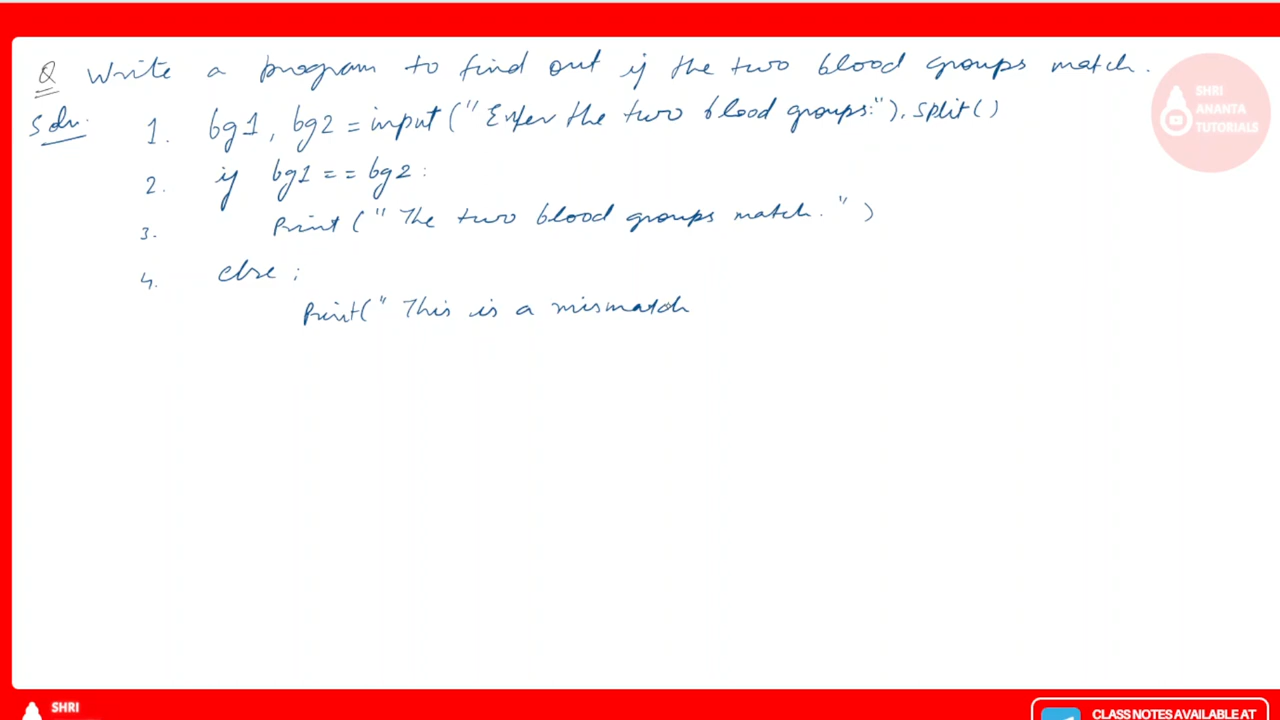 Q Write a program to find out if the two blood groups match.
Soln. 1. bg1, bg2 = input("Enter the two blood groups:").split()
2. if bg1 == bg2:
3. Print (" The two blood groups match. ")
4. else :
Print(" This is a mismatch
SHRI
ANANTA
TUTORIALS
SHRI
CLASS NOTES AVAILABLE AT